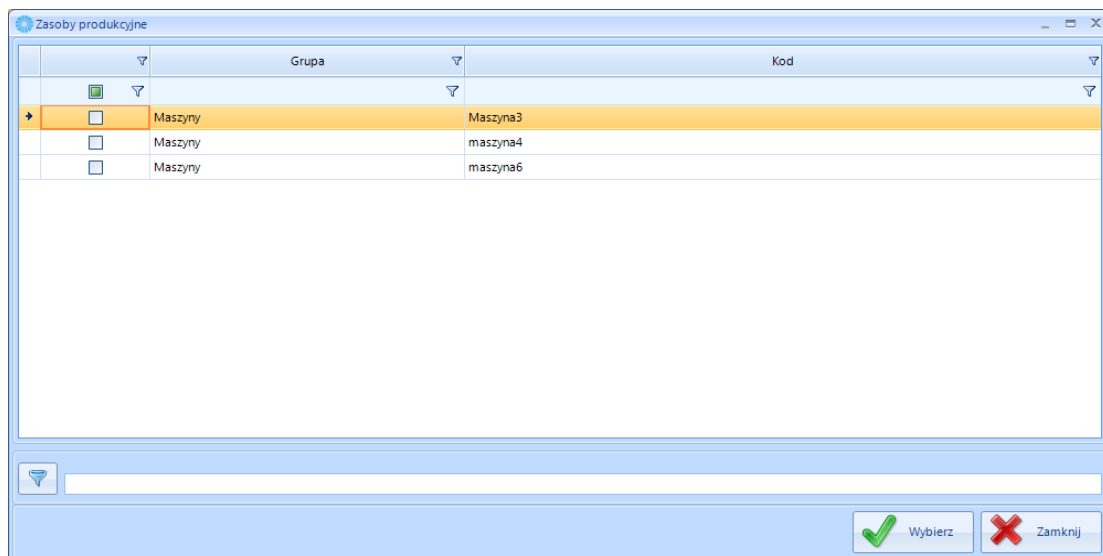 Zasoby produkcyjne
Grupa Kod
Maszyny Maszyna3
Maszyny maszyna4
Maszyny maszyna6
Wybierz Zamknij